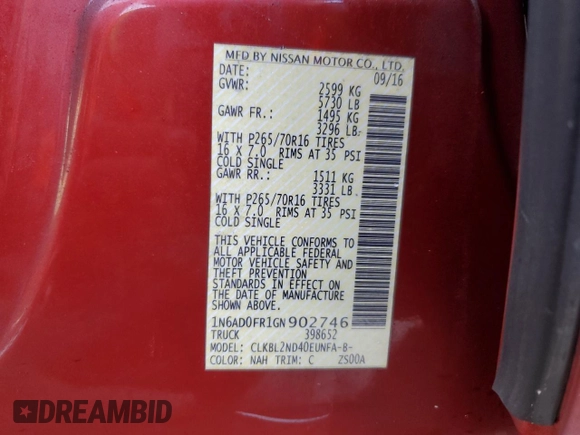 MFD BY NISSAN MOTOR CO., LTD.
DATE: 09/16
GVWR: 2599 KG
5730 LB
GAWR FR.: 1495 KG
3296 LB.
WITH P265/70R16 TIRES
16 X 7.0 RIMS AT 35 PSI
COLD SINGLE
GAWR RR.: 1511 KG
3331 LB
WITH P265/70R16 TIRES
16 X 7.0 RIMS AT 35 PSI
COLD SINGLE
THIS VEHICLE CONFORMS TO
ALL APPLICABLE FEDERAL
MOTOR VEHICLE SAFETY AND
THEFT PREVENTION
STANDARDS IN EFFECT ON
THE DATE OF MANUFACTURE
SHOWN ABOVE.
1N6AD0FR1GN902746
TRUCK 398652
MODEL: CLKBL2ND40EUNFA-B-
COLOR: NAH TRIM: C ZS00A
DREAMBID